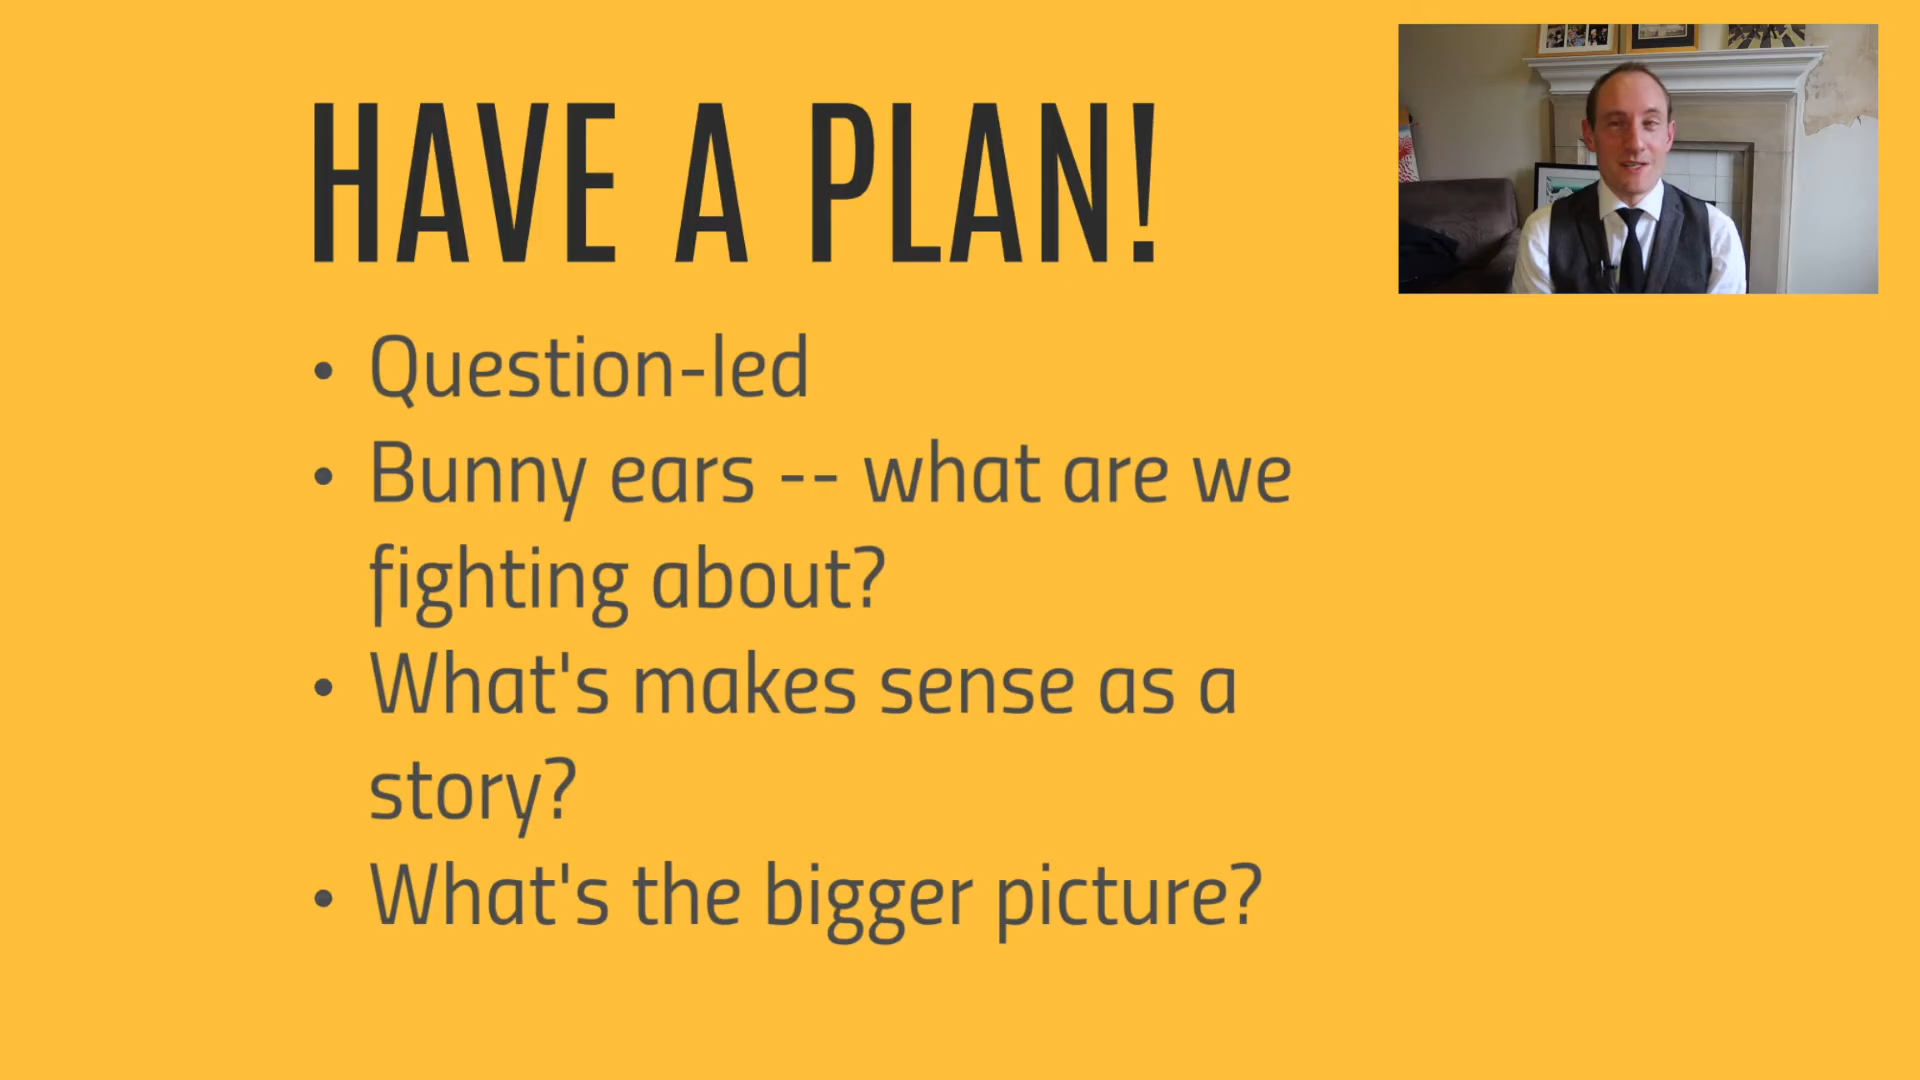 HAVE A PLAN!
• Question-led
• Bunny ears -- what are we
fighting about?
• What's makes sense as a
story?
• What's the bigger picture?